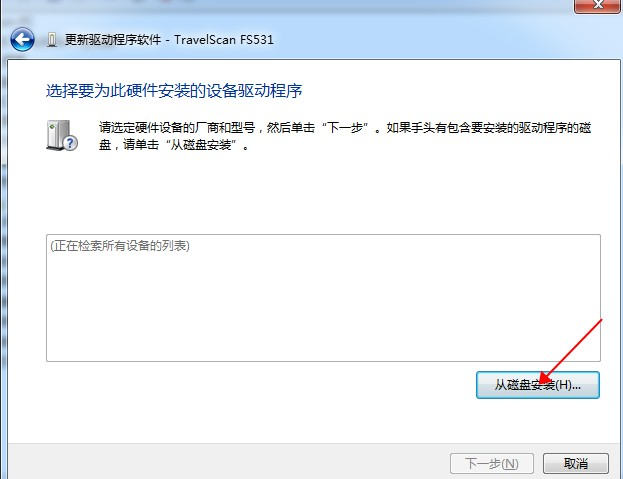 更新驱动程序软件 - TravelScan FS531
选择要为此硬件安装的设备驱动程序
请选定硬件设备的厂商和型号，然后单击“下一步”。如果手头有包含要安装的驱动程序的磁
盘，请单击“从磁盘安装”。
(正在检索所有设备的列表)
从磁盘安装(H)...
下一步(N)
取消